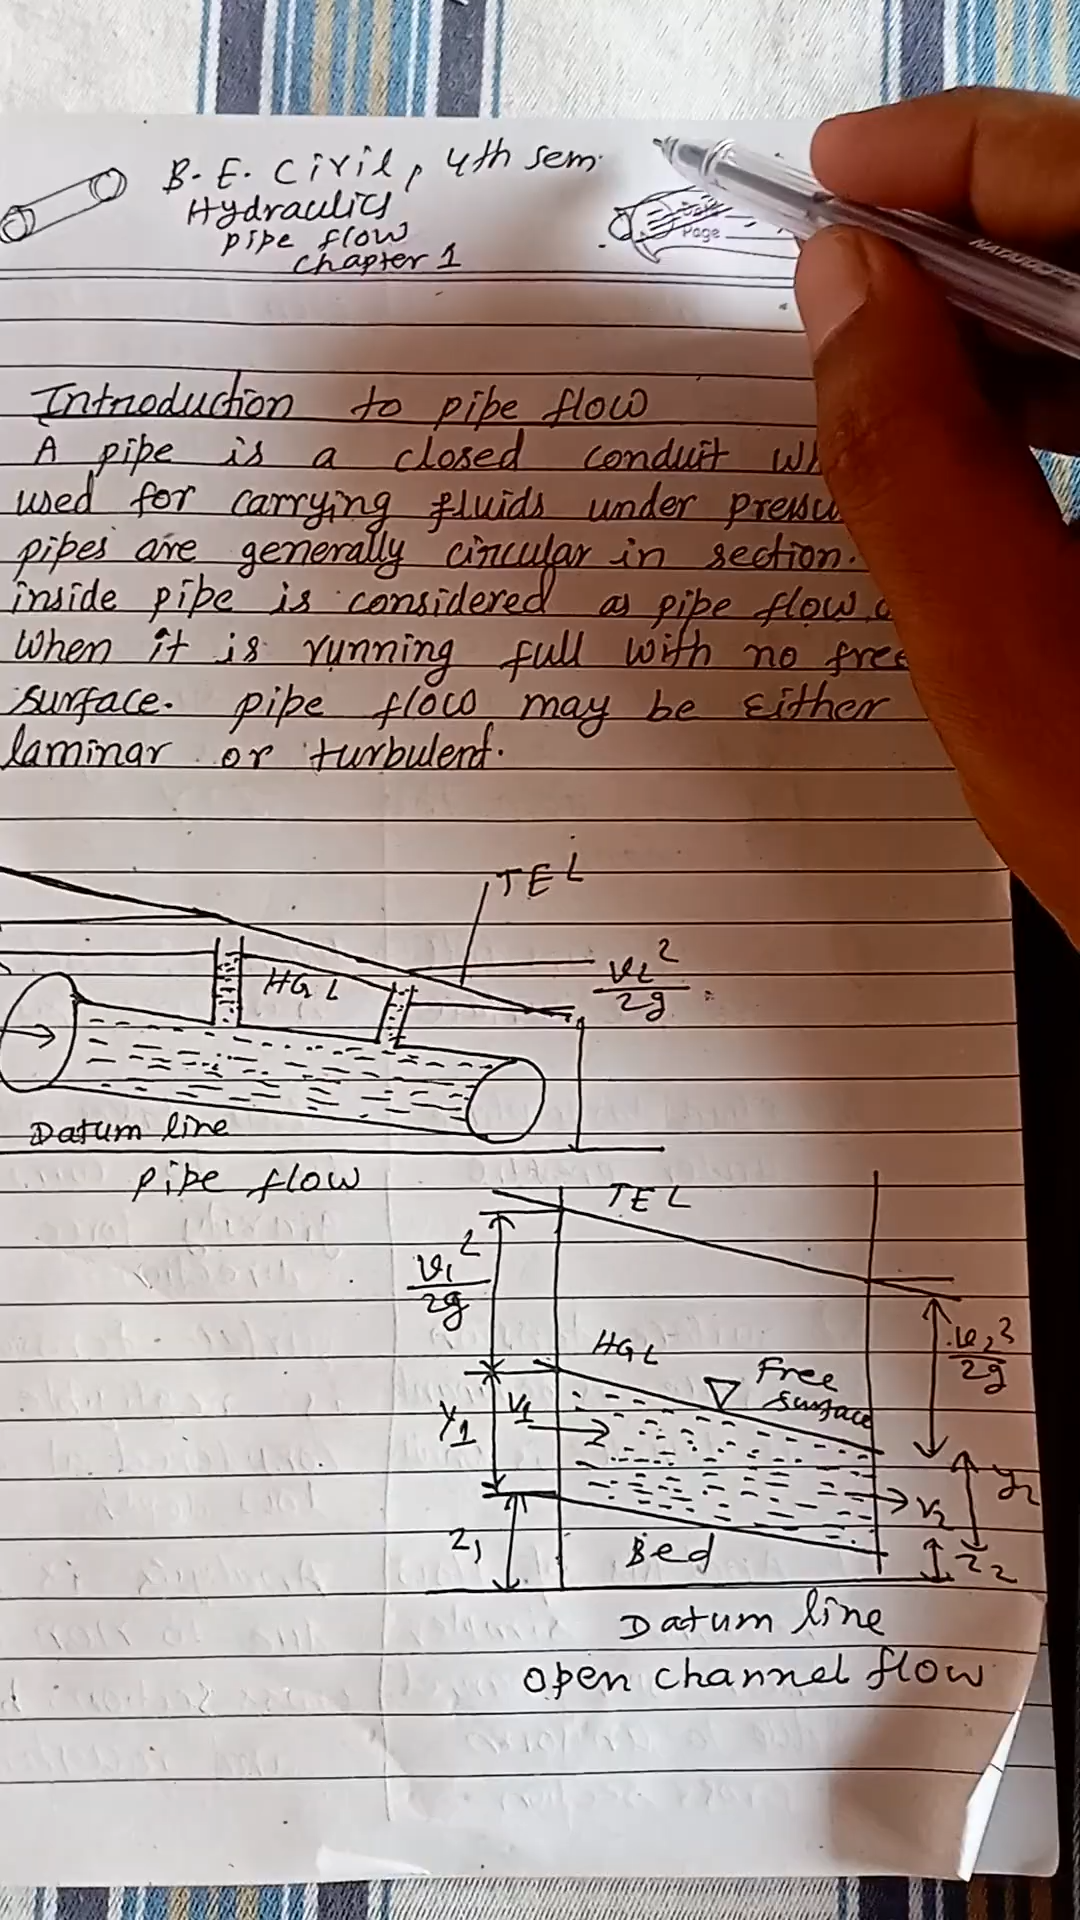 B.E. Civil, 4th sem.
Hydraulics
pipe flow
chapter 1
Page
NATARAJ
Introduction to pipe flow
A pipe is a closed conduit
used for carrying fluids under
pipes are generally circular in section.
inside pipe is considered as pipe flow
When it is running full with no free
surface. pipe flow may be either
laminar or turbulent.
TEL
HGL
V₂²/2g
Datum line
pipe flow
TEL
V₁²/2g
HGL
Free
surface
V₂²/2g
Y₁
V₁
y₂
V₂
Z₁
Bed
Z₂
Datum line
open channel flow